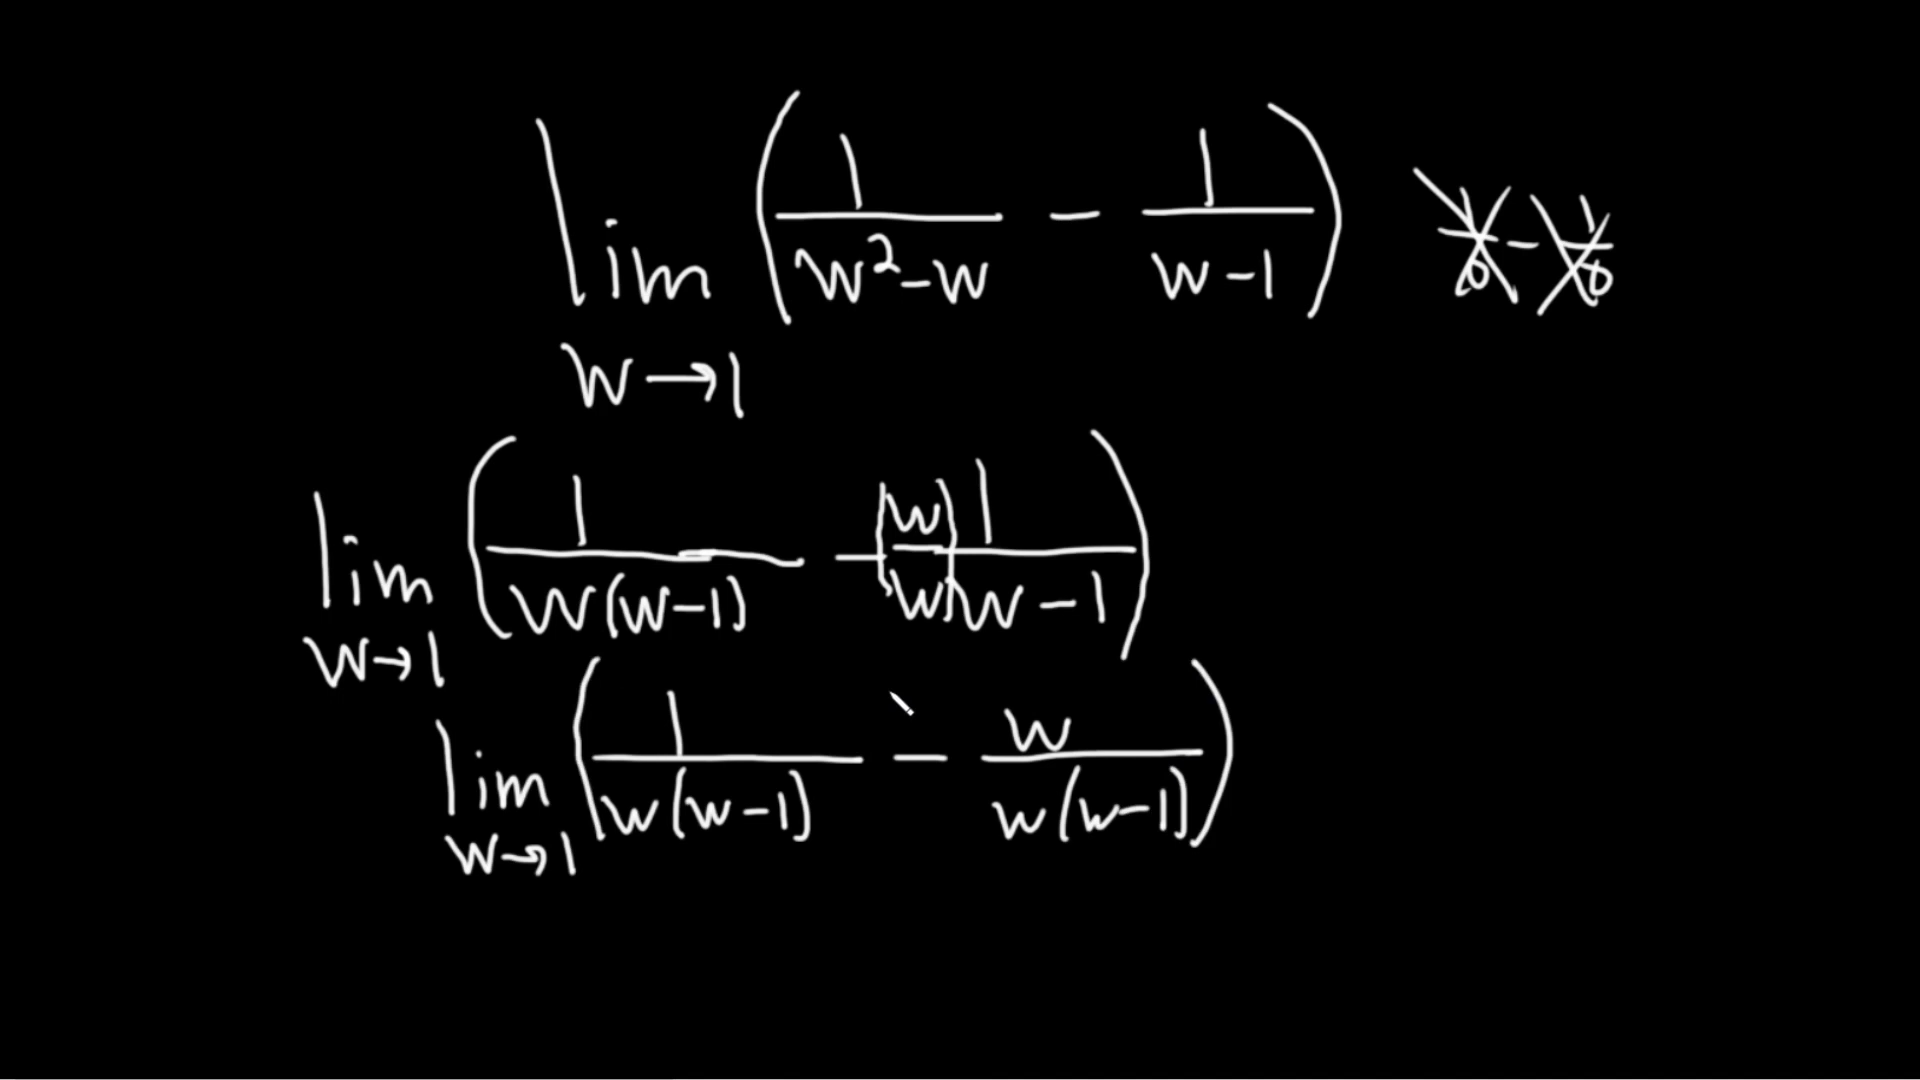 lim w→1 (1/(w²-w) - 1/(w-1)) 1/0 - 1/0
lim w→1 (1/(w(w-1)) - (w/w) 1/(w-1))
lim w→1 (1/(w(w-1)) - w/(w(w-1)))